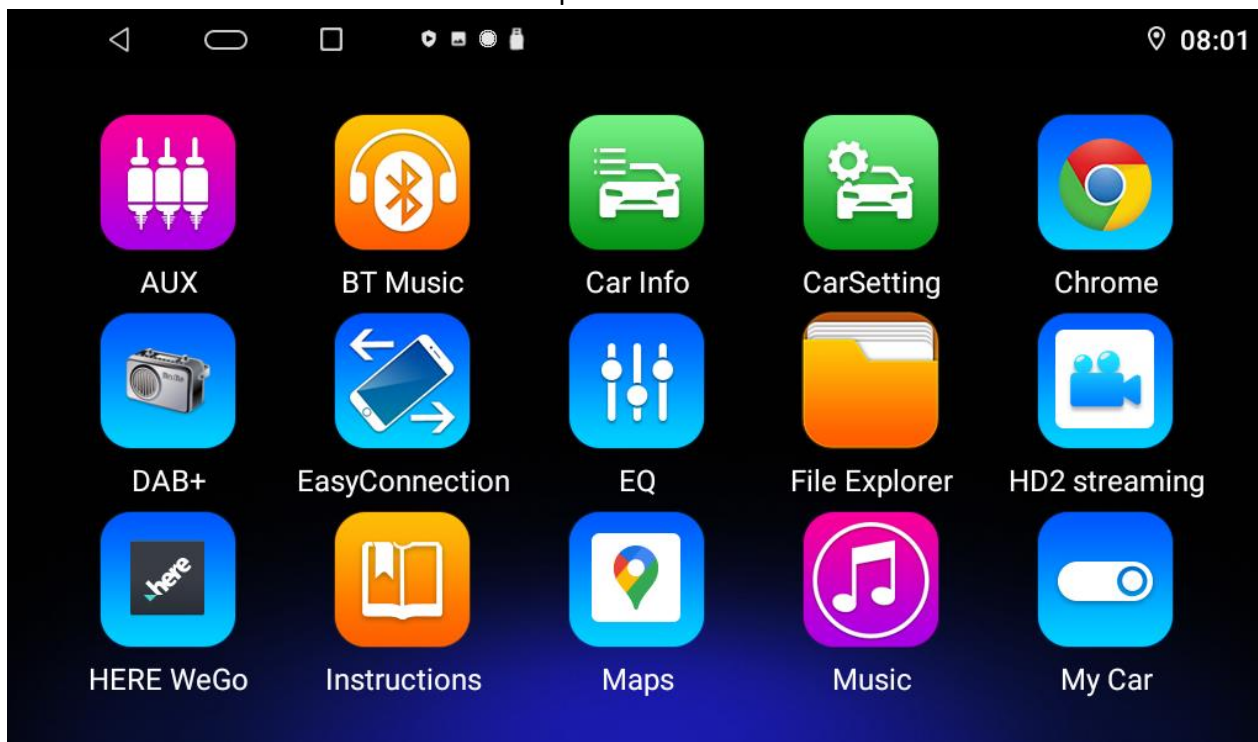 08:01
AUX BT Music Car Info CarSetting Chrome
DAB+ EasyConnection EQ File Explorer HD2 streaming
here
HERE WeGo Instructions Maps Music My Car